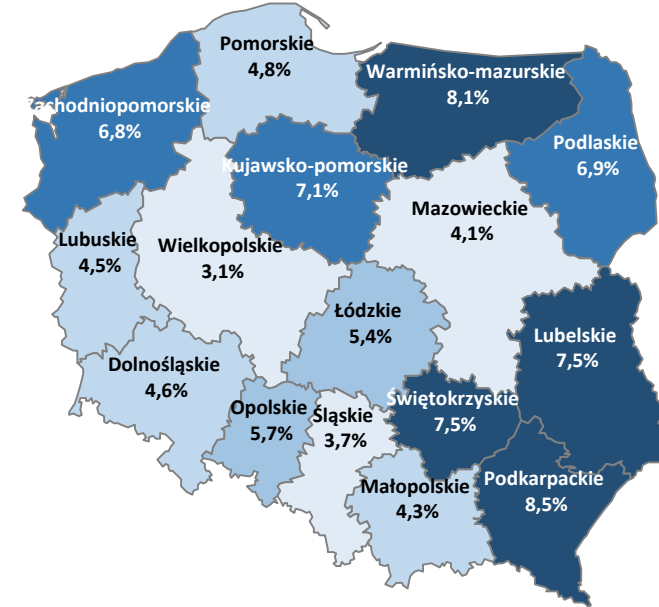 Pomorskie
4,8%
Warmińsko-mazurskie
8,1%
Zachodniopomorskie
6,8%
Podlaskie
6,9%
Kujawsko-pomorskie
7,1%
Mazowieckie
4,1%
Lubuskie
4,5%
Wielkopolskie
3,1%
Łódzkie
5,4%
Lubelskie
7,5%
Dolnośląskie
4,6%
Opolskie
5,7%
Śląskie
3,7%
Świętokrzyskie
7,5%
Małopolskie
4,3%
Podkarpackie
8,5%